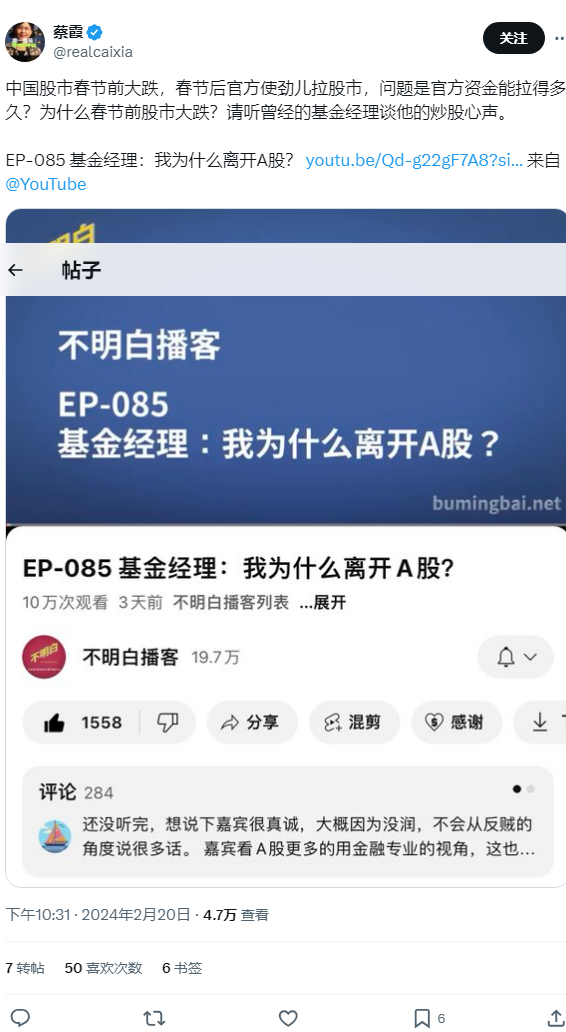 蔡霞
@realcaixia
关注
中国股市春节前大跌，春节后官方使劲儿拉股市，问题是官方资金能拉得多
久？为什么春节前股市大跌？请听曾经的基金经理谈他的炒股心声。
EP-085 基金经理：我为什么离开A股？ youtu.be/Qd-g22gF7A8?si... 来自
@YouTube
帖子
不明白播客
EP-085
基金经理：我为什么离开A股？
bumingbai.net
EP-085 基金经理：我为什么离开A股?
10万次观看 3天前 不明白播客列表 ...展开
不明白
不明白播客 19.7万
1558 分享 混剪 感谢
评论 284
还没听完，想说下嘉宾很真诚，大概因为没润，不会从反贼的
角度说很多话。 嘉宾看A股更多的用金融专业的视角，这也...
下午10:31 · 2024年2月20日 · 4.7万 查看
7 转帖 50 喜欢次数 6 书签
6